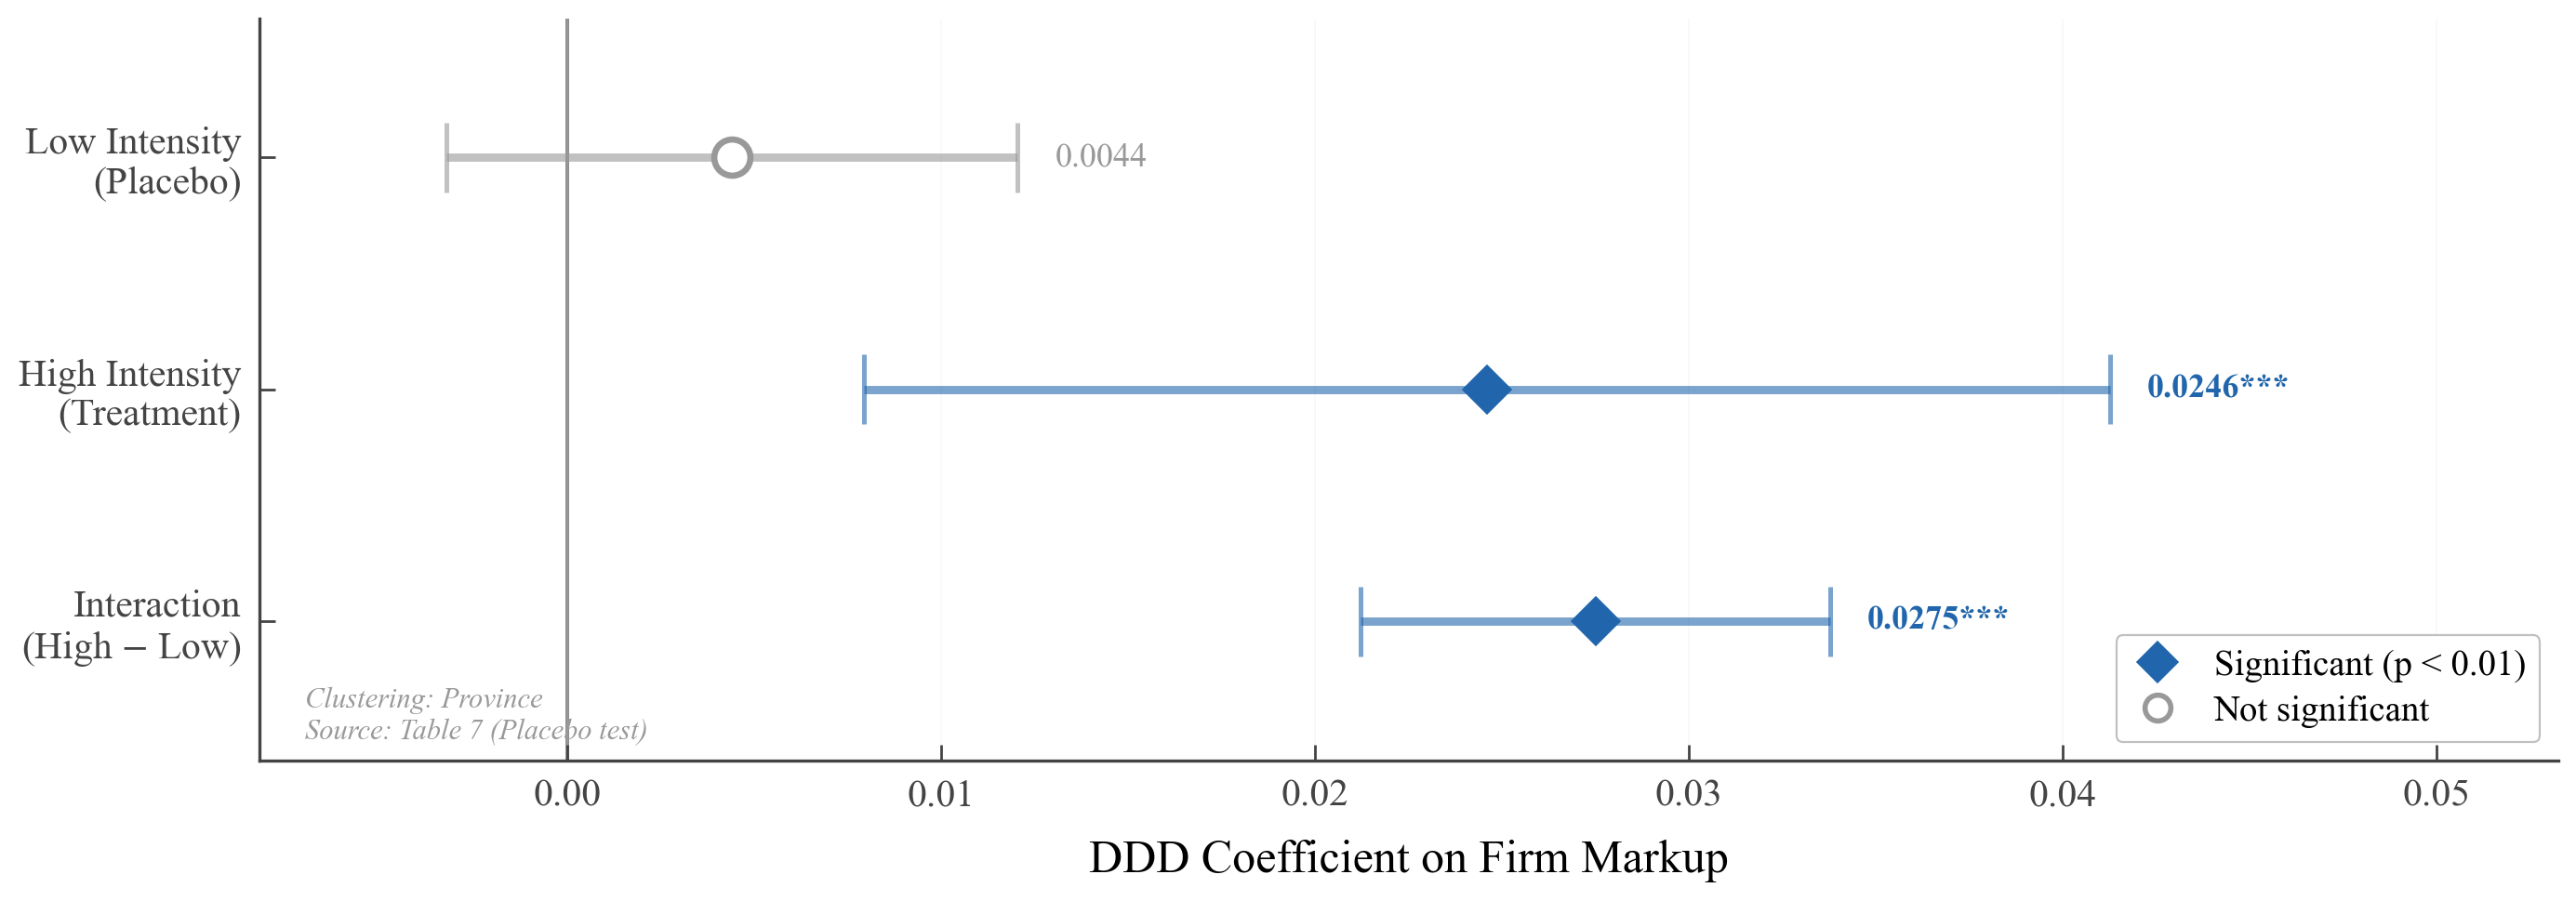 Low Intensity
(Placebo)
0.0044
High Intensity
(Treatment)
0.0246***
Interaction
(High − Low)
0.0275***
Significant (p < 0.01)
Not significant
Clustering: Province
Source: Table 7 (Placebo test)
0.00 0.01 0.02 0.03 0.04 0.05
DDD Coefficient on Firm Markup